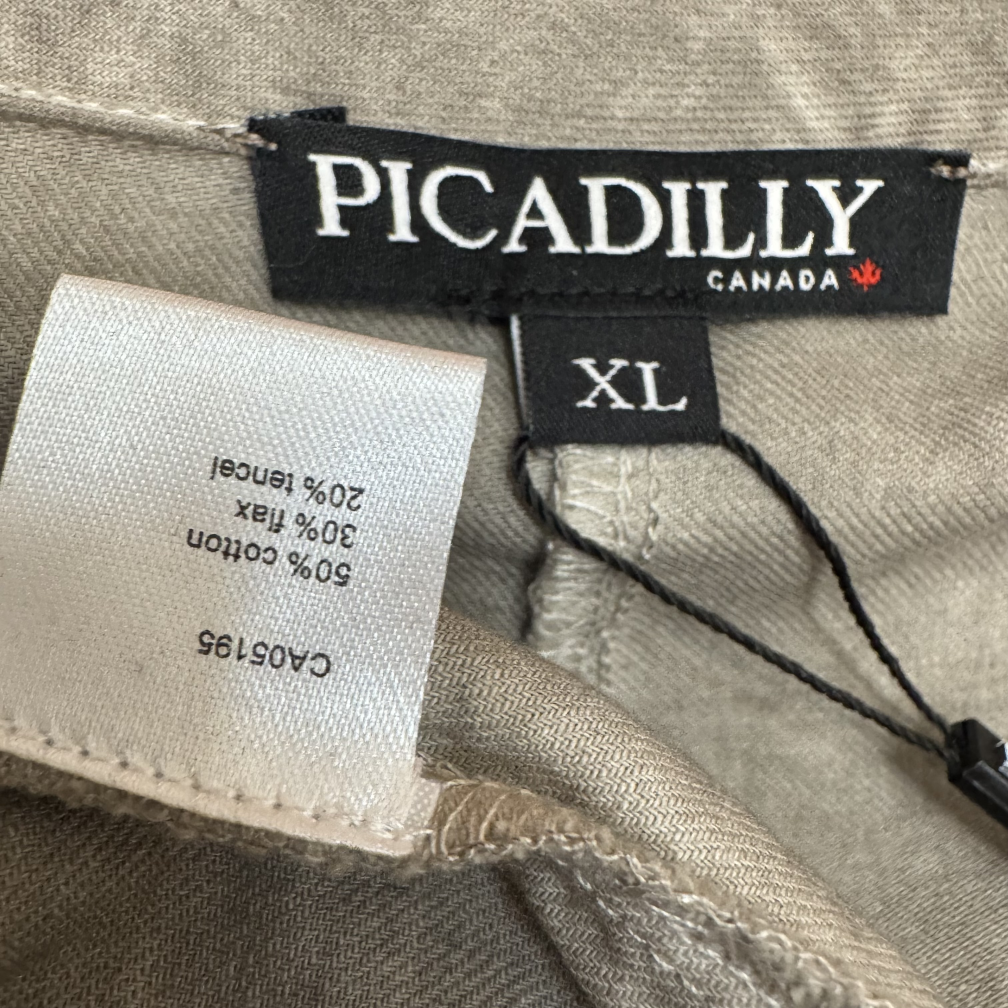 PICADILLY
CANADA
XL
CA05195
50% cotton
30% flax
20% tencel